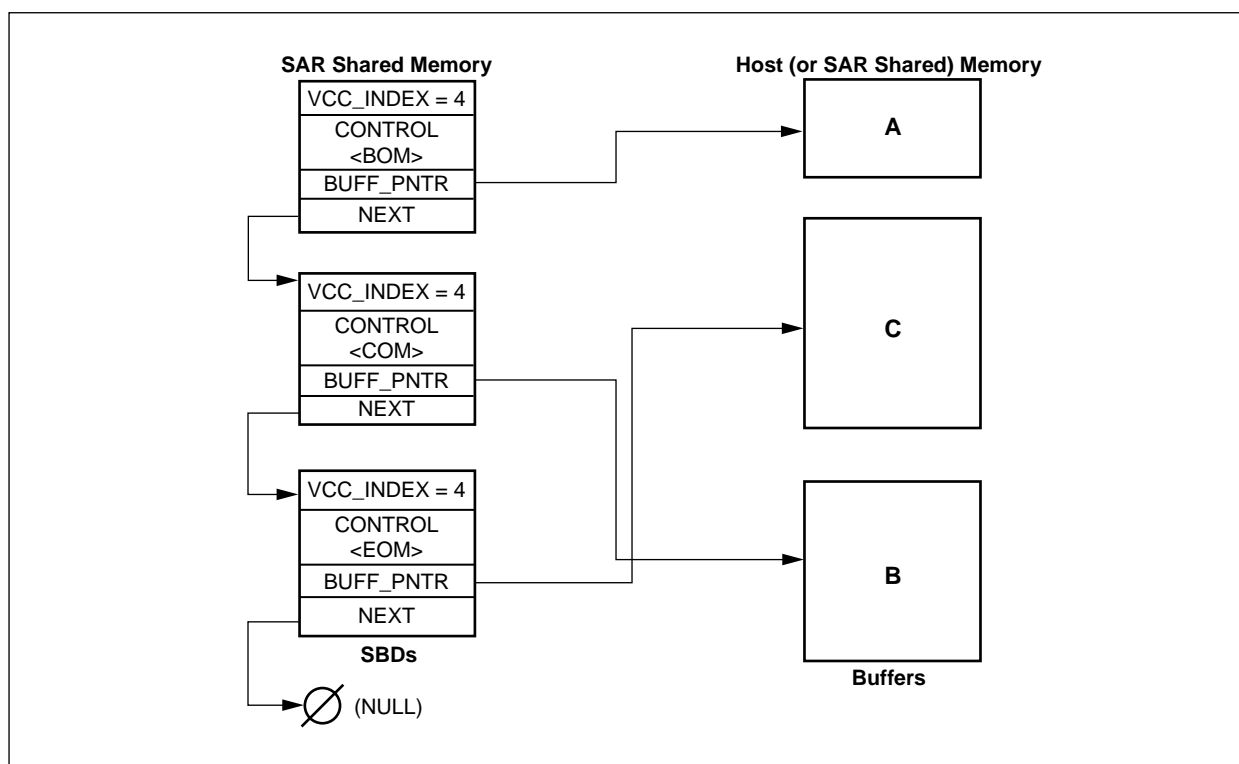 SAR Shared Memory
VCC_INDEX = 4
CONTROL
<BOM>
BUFF_PNTR
NEXT
VCC_INDEX = 4
CONTROL
<COM>
BUFF_PNTR
NEXT
VCC_INDEX = 4
CONTROL
<EOM>
BUFF_PNTR
NEXT
SBDs
(NULL)
Host (or SAR Shared) Memory
A
C
B
Buffers